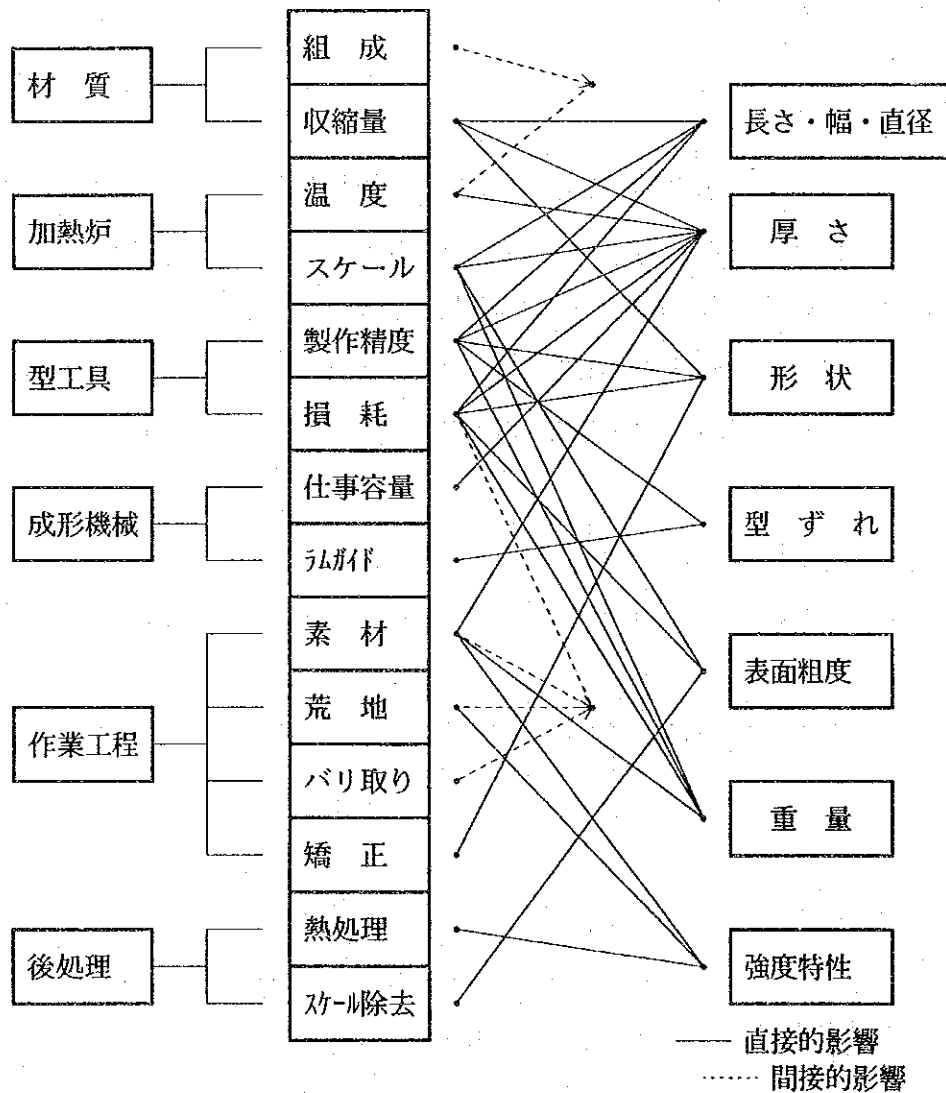 材質
加熱炉
型工具
成形機械
作業工程
後処理
組成
収縮量
温度
スケール
製作精度
損耗
仕事容量
ラムガイド
素材
荒地
バリ取り
矯正
熱処理
スケール除去
長さ・幅・直径
厚さ
形状
型ずれ
表面粗度
重量
強度特性
直接的影響
間接的影響